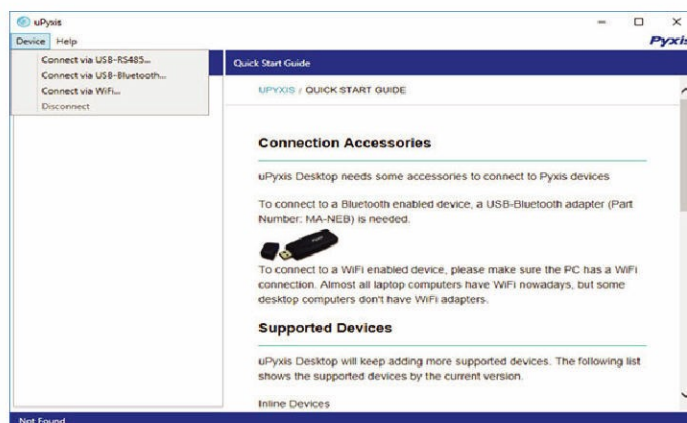 uPyxis
Device Help
Pyxis
Connect via USB-RS485...
Connect via USB-Bluetooth...
Connect via WiFi...
Disconnect
Quick Start Guide
UPYXIS / QUICK START GUIDE
Connection Accessories
uPyxis Desktop needs some accessories to connect to Pyxis devices
To connect to a Bluetooth enabled device, a USB-Bluetooth adapter (Part
Number: MA-NEB) is needed.
To connect to a WiFi enabled device, please make sure the PC has a WiFi
connection. Almost all laptop computers have WiFi nowadays, but some
desktop computers don't have WiFi adapters.
Supported Devices
uPyxis Desktop will keep adding more supported devices. The following list
shows the supported devices by the current version.
Inline Devices
Not Found